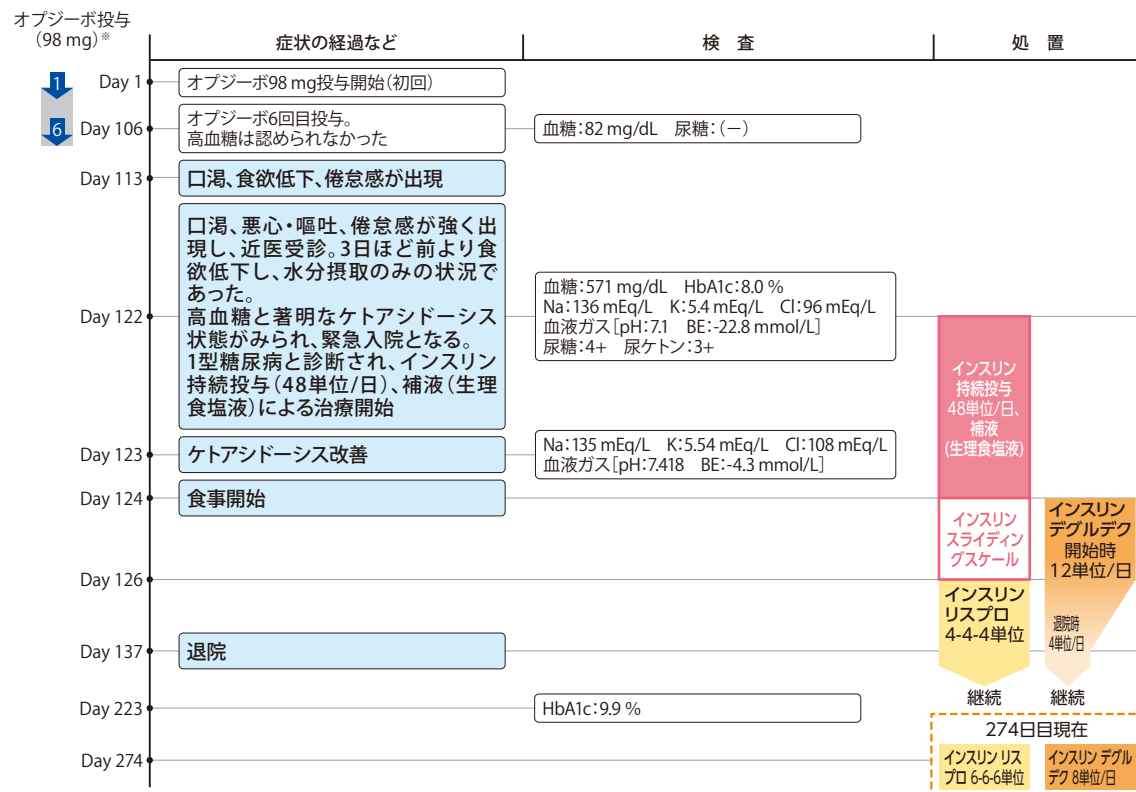 オプジーボ投与
(98 mg)※
症状の経過など
検 査
処 置
1
Day 1
オプジーボ98 mg投与開始(初回)
6
Day 106
オプジーボ6回目投与。
高血糖は認められなかった
血糖:82 mg/dL 尿糖:(−)
Day 113
口渇、食欲低下、倦怠感が出現
Day 122
口渇、悪心・嘔吐、倦怠感が強く出
現し、近医受診。3日ほど前より食
欲低下し、水分摂取のみの状況で
あった。
高血糖と著明なケトアシドーシス
状態がみられ、緊急入院となる。
1型糖尿病と診断され、インスリン
持続投与(48単位/日)、補液(生理
食塩液)による治療開始
血糖:571 mg/dL HbA1c:8.0 %
Na:136 mEq/L K:5.4 mEq/L Cl:96 mEq/L
血液ガス[pH:7.1 BE:-22.8 mmol/L]
尿糖:4+ 尿ケトン:3+
インスリン
持続投与
48単位/日、
補液
(生理食塩液)
Day 123
ケトアシドーシス改善
Na:135 mEq/L K:5.54 mEq/L Cl:108 mEq/L
血液ガス[pH:7.418 BE:-4.3 mmol/L]
Day 124
食事開始
インスリン
スライディン
グスケール
インスリン
デグルデク
開始時
12単位/日
Day 126
インスリン
リスプロ
4-4-4単位
退院時
4単位/日
Day 137
退院
継続
継続
Day 223
HbA1c:9.9 %
274日目現在
Day 274
インスリン リス
プロ 6-6-6単位
インスリン デグル
デク 8単位/日